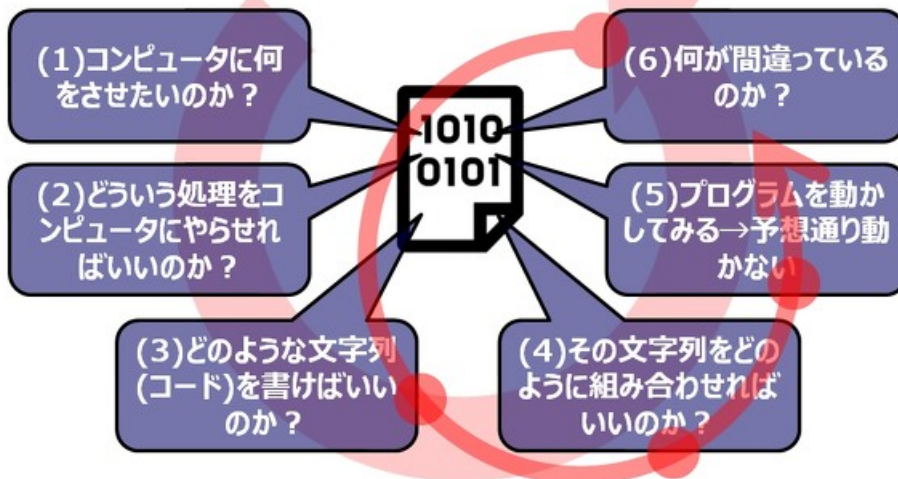 (1)コンピュータに何
をさせたいのか？
(2)どういう処理をコ
ンピュータにやらせれ
ばいいのか？
(3)どのような文字列
(コード)を書けばいい
のか？
(4)その文字列をどの
ように組み合わせれば
いいのか？
(5)プログラムを動か
してみる→予想通り動
かない
(6)何が間違っている
のか？
1010
0101